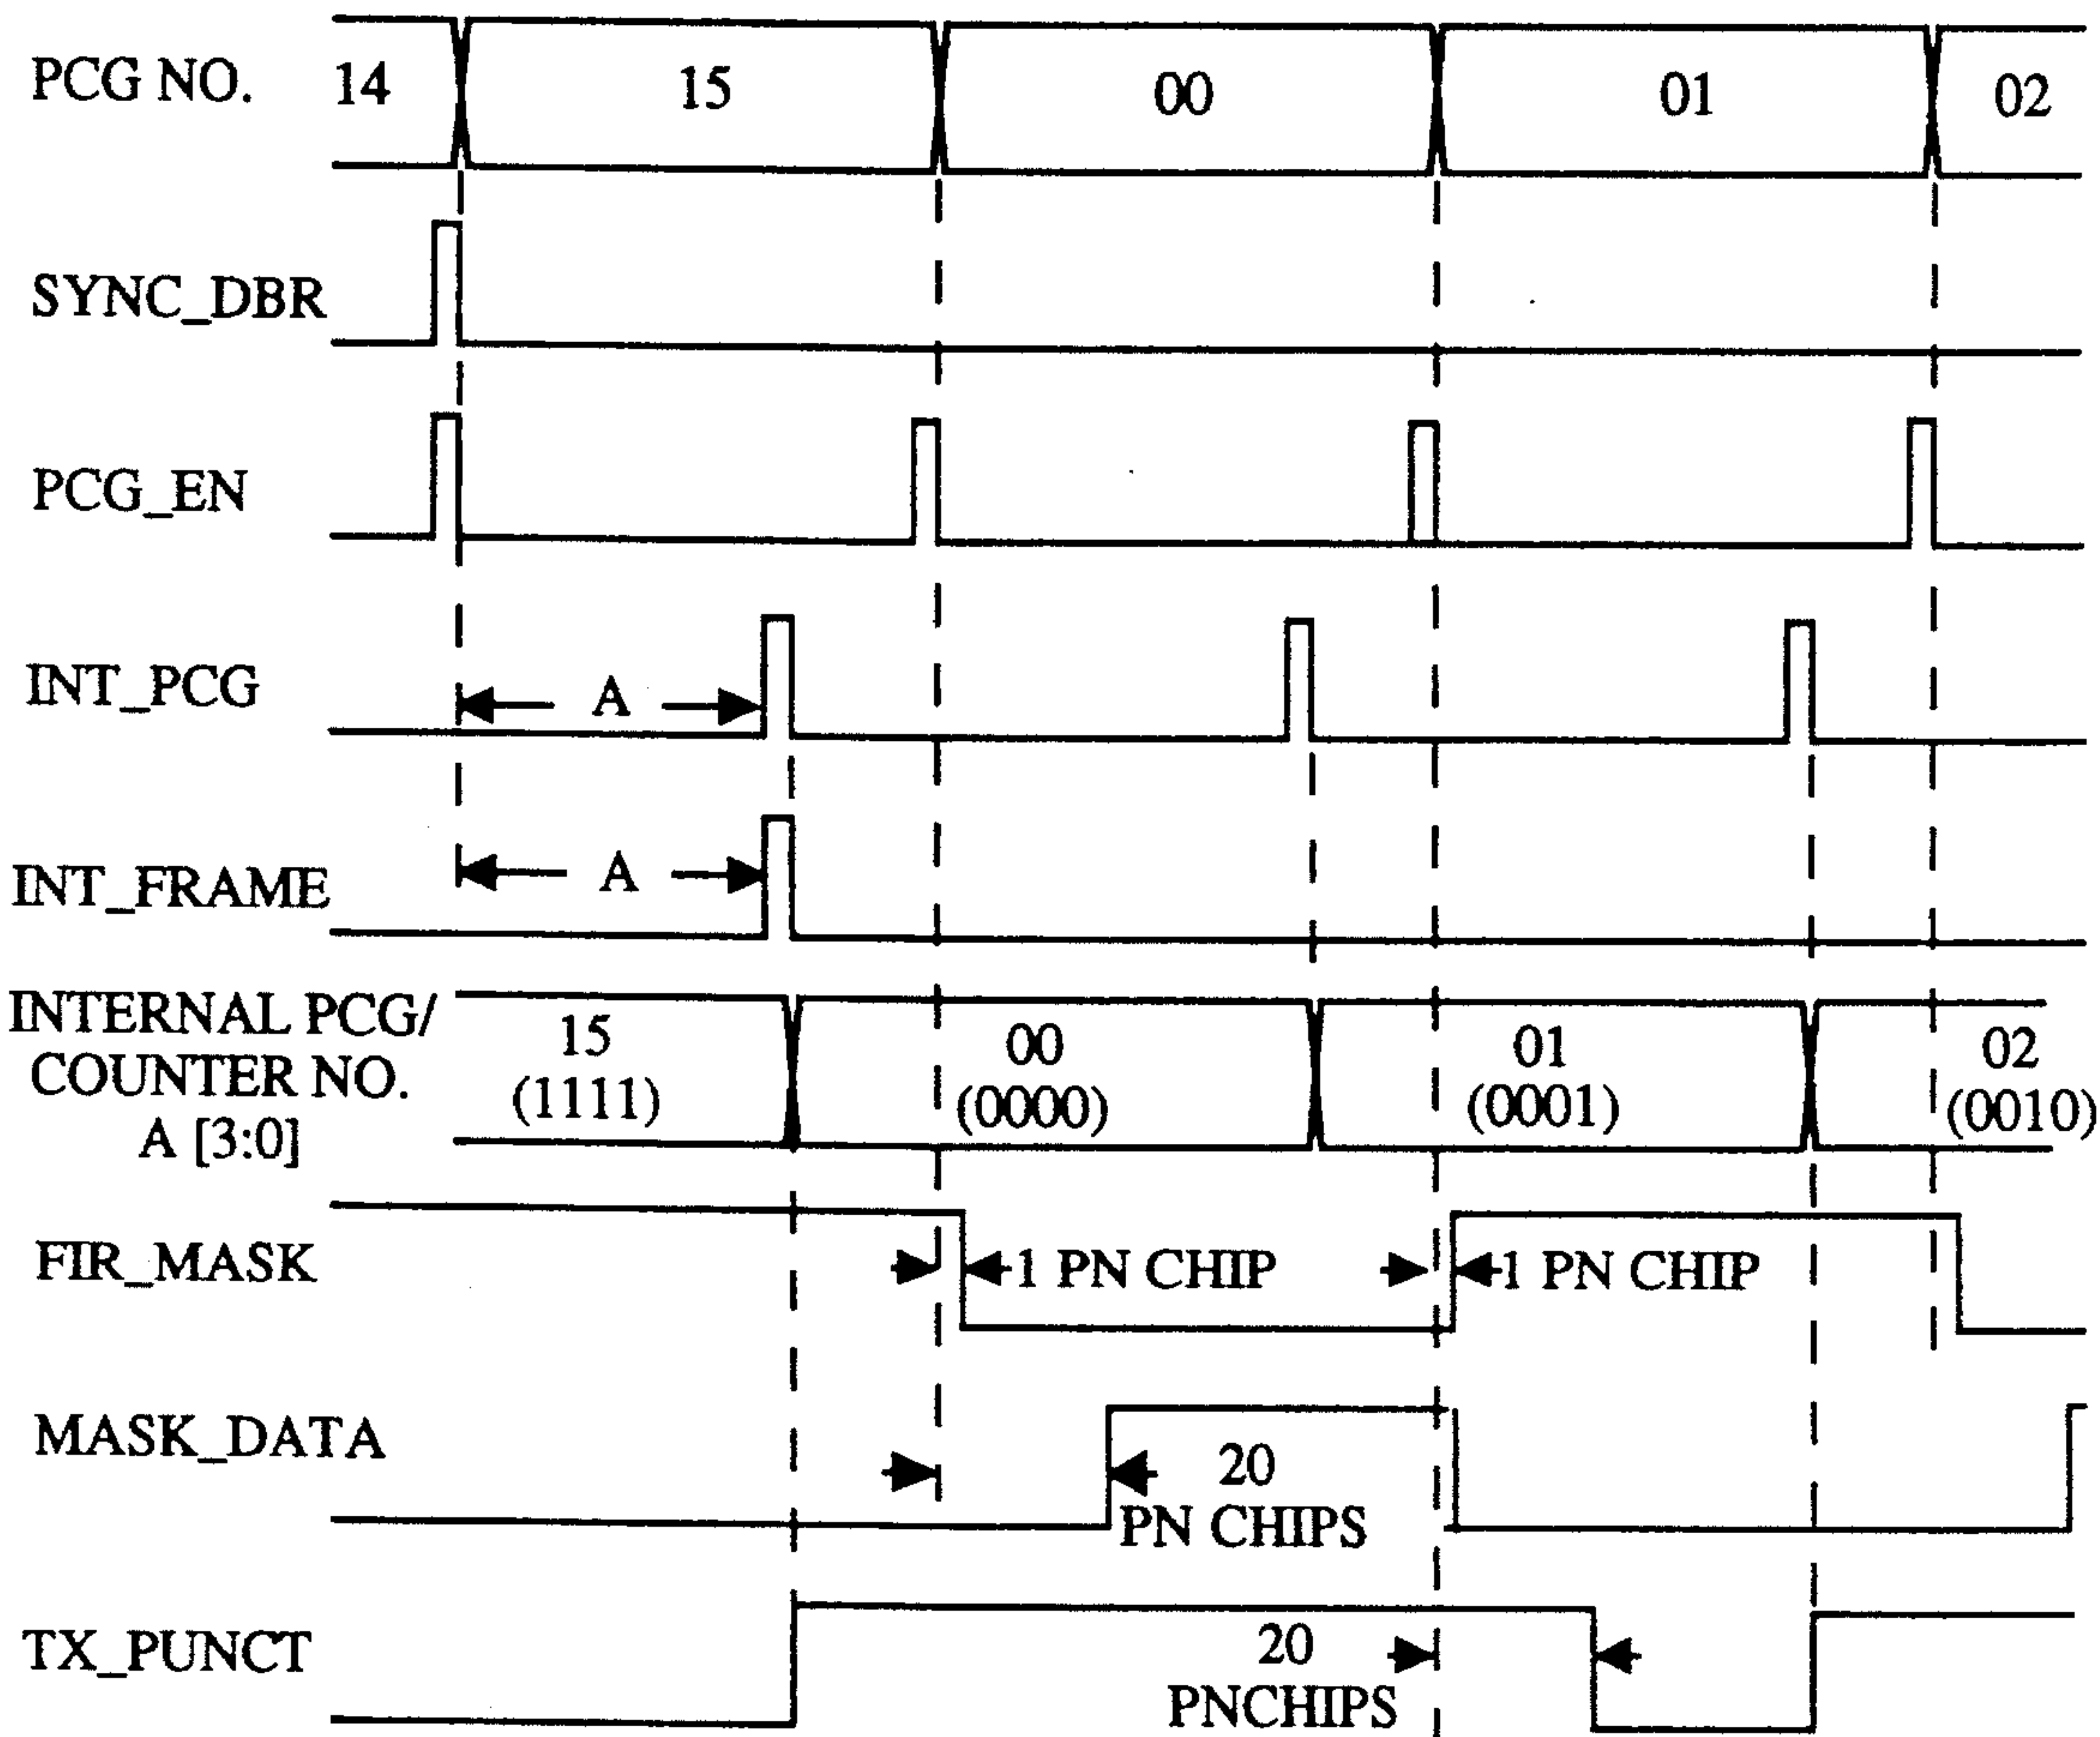 PCG NO. 14 15 00 01 02
SYNC_DBR
PCG_EN
INT_PCG A
INT_FRAME A
INTERNAL PCG/
COUNTER NO.
A [3:0]
15
(1111)
00
(0000)
01
(0001)
02
(0010)
FIR_MASK 1 PN CHIP 1 PN CHIP
MASK_DATA 20
PN CHIPS
TX_PUNCT 20
PNCHIPS